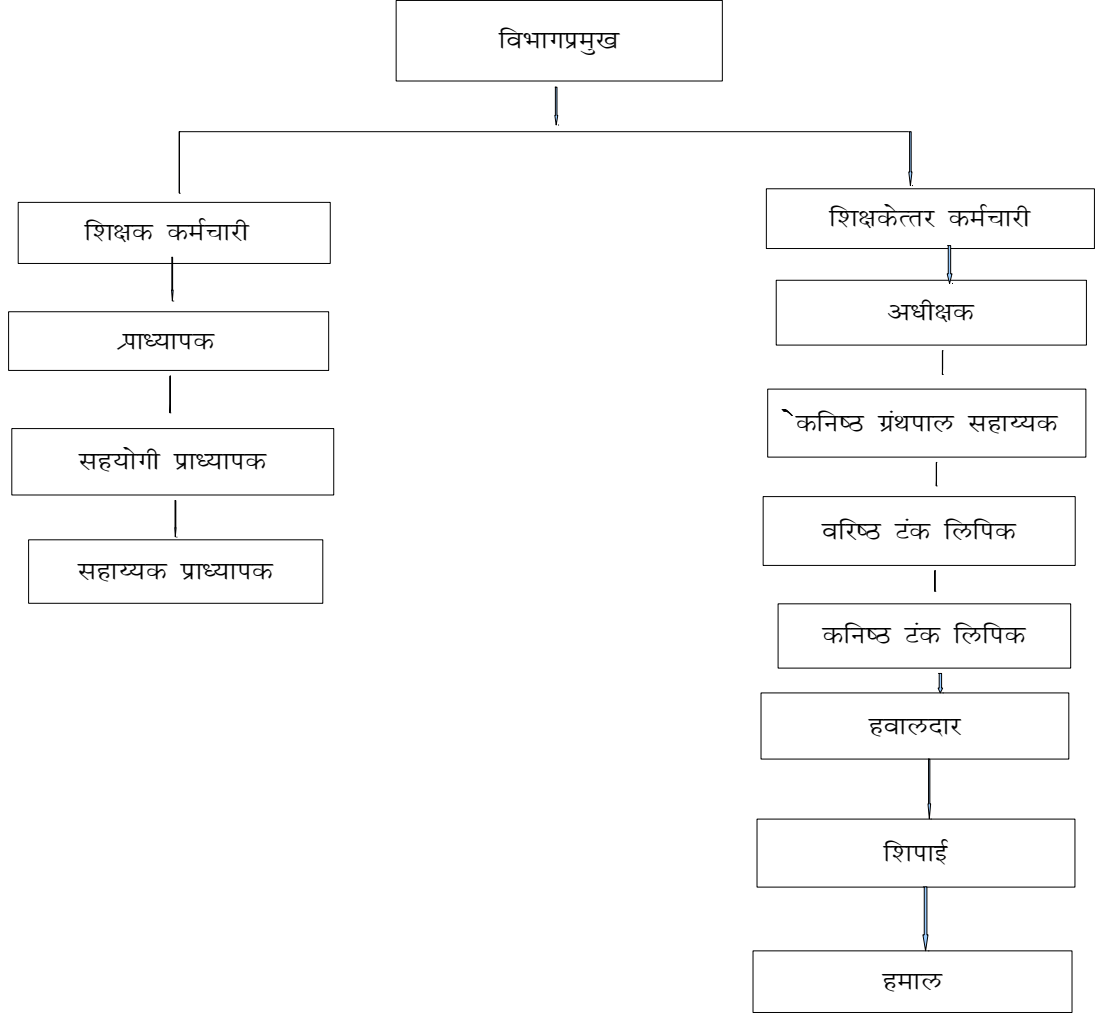 विभागप्रमुख
शिक्षक कर्मचारी
प्राध्यापक
सहयोगी प्राध्यापक
सहाय्यक प्राध्यापक
शिक्षकेत्तर कर्मचारी
अधीक्षक
कनिष्ठ ग्रंथपाल सहाय्यक
वरिष्ठ टंक लिपिक
कनिष्ठ टंक लिपिक
हवालदार
शिपाई
हमाल